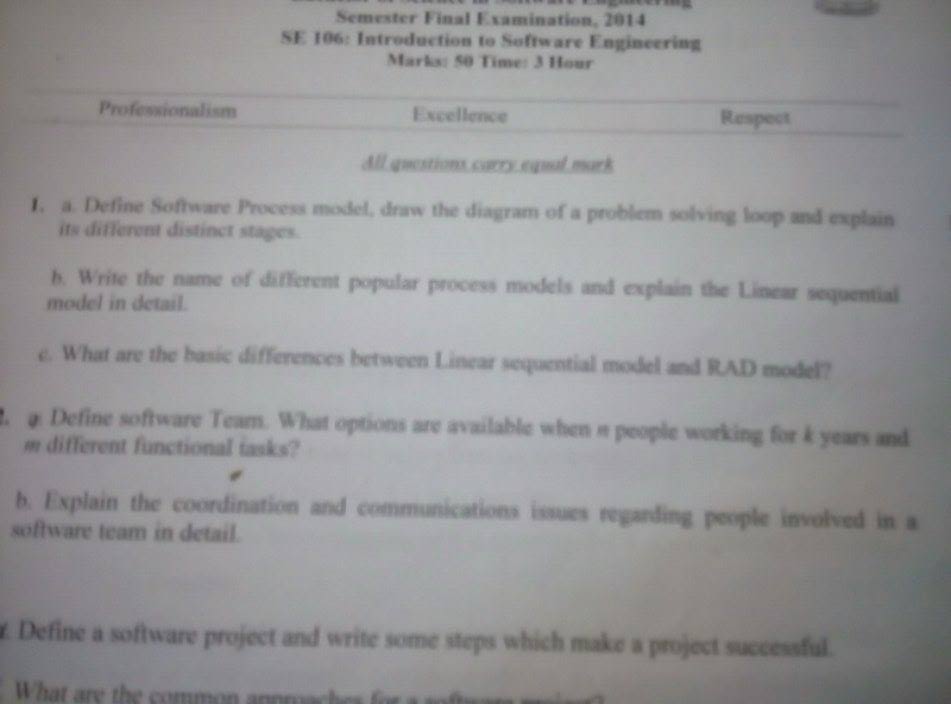 Semester Final Examination, 2014
SE 106: Introduction to Software Engineering
Marks: 50 Time: 3 Hour
Professionalism Excellence Respect
All questions carry equal mark
1. a. Define Software Process model, draw the diagram of a problem solving loop and explain
its different distinct stages.
b. Write the name of different popular process models and explain the Linear sequential
model in detail.
c. What are the basic differences between Linear sequential model and RAD model?
a Define software Team. What options are available when n people working for k years and
m different functional tasks?
b. Explain the coordination and communications issues regarding people involved in a
software team in detail.
Define a software project and write some steps which make a project successful.
What are the common approaches for a software project?